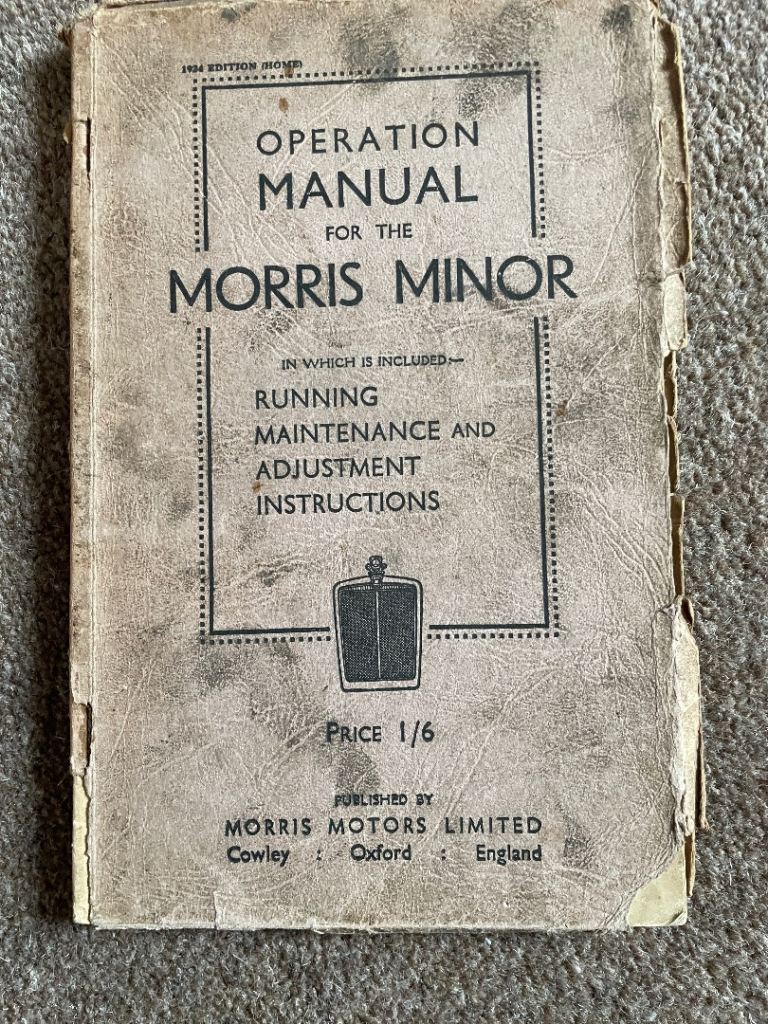 1934 EDITION (HOME)
OPERATION
MANUAL
FOR THE
MORRIS MINOR
IN WHICH IS INCLUDED:—
RUNNING
MAINTENANCE AND
ADJUSTMENT
INSTRUCTIONS
PRICE 1/6
PUBLISHED BY
MORRIS MOTORS LIMITED
Cowley : Oxford : England